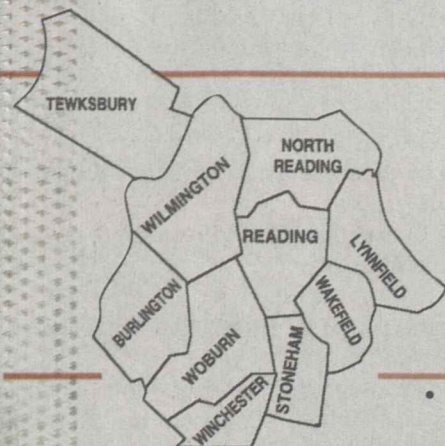 TEWKSBURY
NORTH
READING
WILMINGTON
READING
LYNNFIELD
BURLINGTON
WAKEFIELD
WOBURN
STONEHAM
WINCHESTER